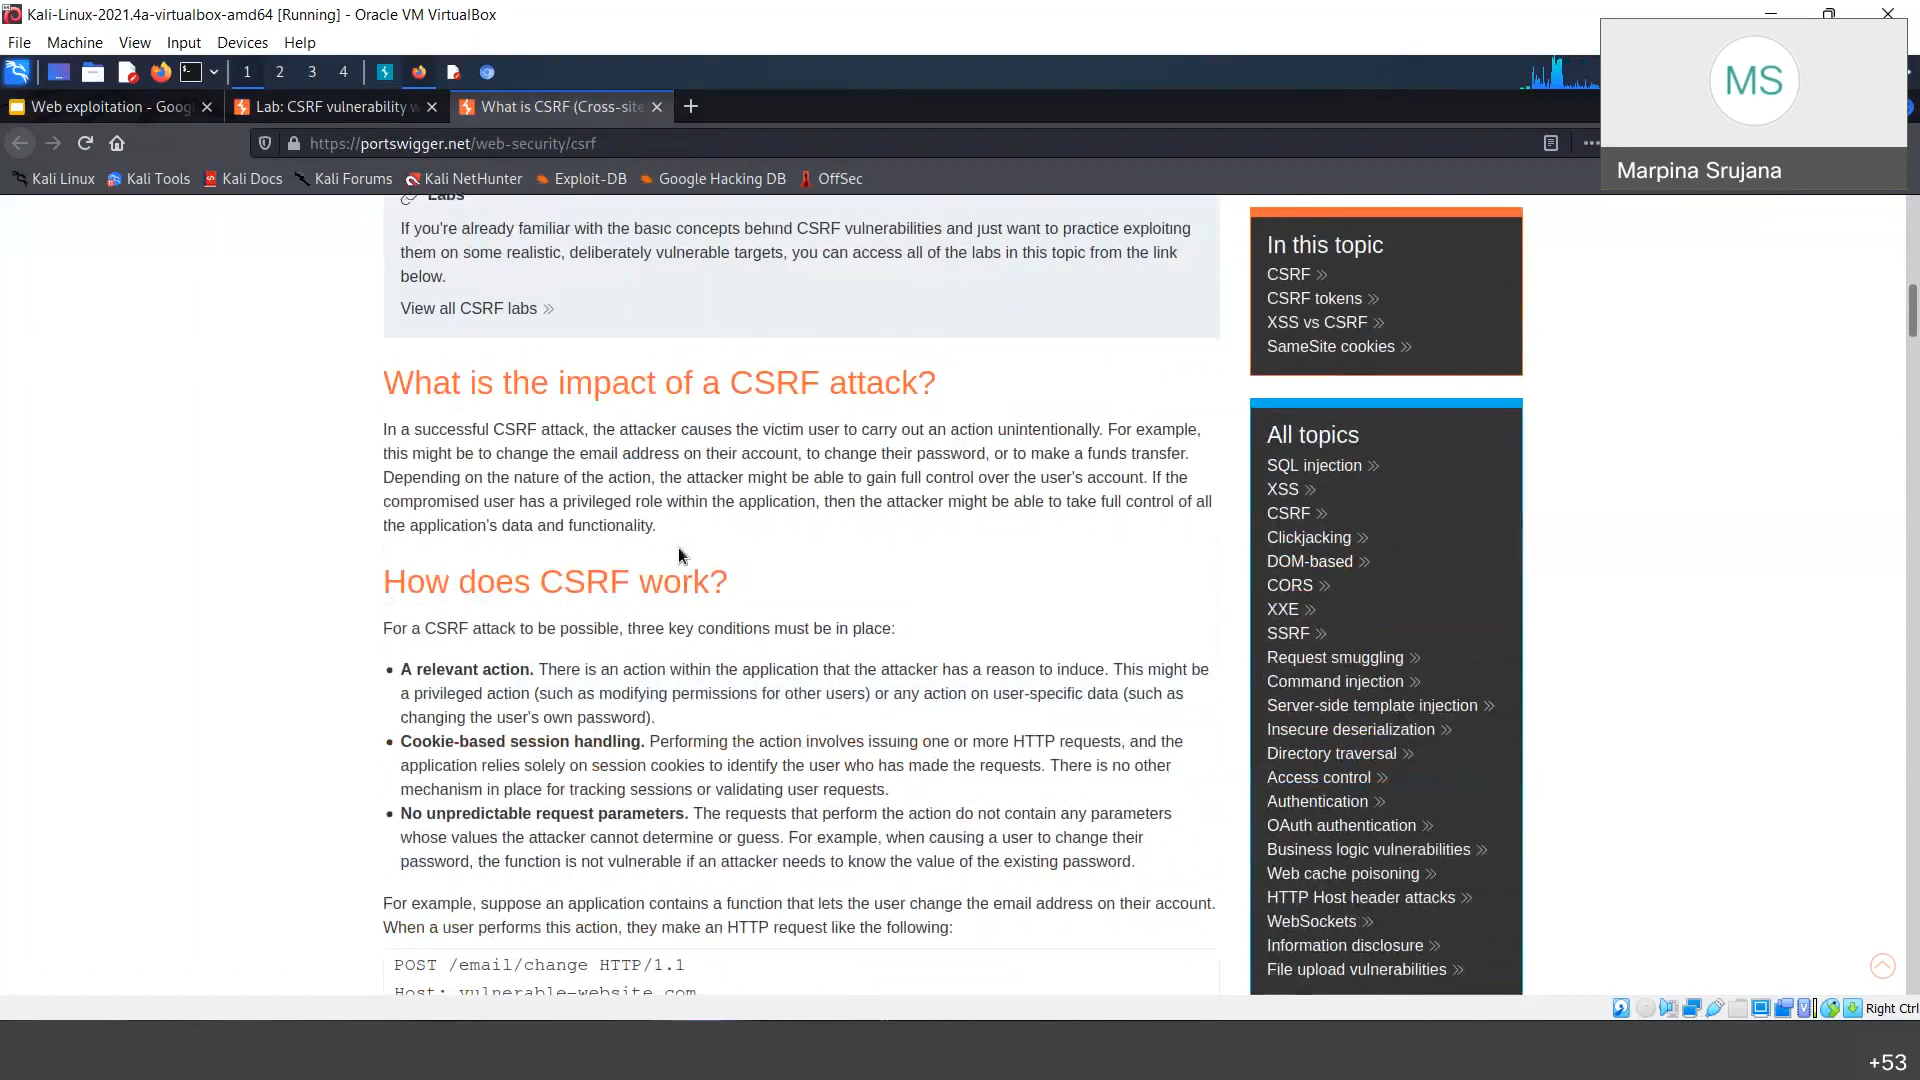 Kali-Linux-2021.4a-virtualbox-amd64 [Running] - Oracle VM VirtualBox
File Machine View Input Devices Help
1 2 3 4
Web exploitation - Goog
Lab: CSRF vulnerability w
What is CSRF (Cross-site
https://portswigger.net/web-security/csrf
Kali Linux Kali Tools Kali Docs Kali Forums Kali NetHunter Exploit-DB Google Hacking DB OffSec
MS
Marpina Srujana
Labs
If you're already familiar with the basic concepts behind CSRF vulnerabilities and just want to practice exploiting
them on some realistic, deliberately vulnerable targets, you can access all of the labs in this topic from the link
below.
View all CSRF labs
What is the impact of a CSRF attack?
In a successful CSRF attack, the attacker causes the victim user to carry out an action unintentionally. For example,
this might be to change the email address on their account, to change their password, or to make a funds transfer.
Depending on the nature of the action, the attacker might be able to gain full control over the user's account. If the
compromised user has a privileged role within the application, then the attacker might be able to take full control of all
the application's data and functionality.
How does CSRF work?
For a CSRF attack to be possible, three key conditions must be in place:
• A relevant action. There is an action within the application that the attacker has a reason to induce. This might be
a privileged action (such as modifying permissions for other users) or any action on user-specific data (such as
changing the user's own password).
• Cookie-based session handling. Performing the action involves issuing one or more HTTP requests, and the
application relies solely on session cookies to identify the user who has made the requests. There is no other
mechanism in place for tracking sessions or validating user requests.
• No unpredictable request parameters. The requests that perform the action do not contain any parameters
whose values the attacker cannot determine or guess. For example, when causing a user to change their
password, the function is not vulnerable if an attacker needs to know the value of the existing password.
For example, suppose an application contains a function that lets the user change the email address on their account.
When a user performs this action, they make an HTTP request like the following:
POST /email/change HTTP/1.1
Host: vulnerable-website.com
In this topic
CSRF
CSRF tokens
XSS vs CSRF
SameSite cookies
All topics
SQL injection
XSS
CSRF
Clickjacking
DOM-based
CORS
XXE
SSRF
Request smuggling
Command injection
Server-side template injection
Insecure deserialization
Directory traversal
Access control
Authentication
OAuth authentication
Business logic vulnerabilities
Web cache poisoning
HTTP Host header attacks
WebSockets
Information disclosure
File upload vulnerabilities
Right Ctrl
+53